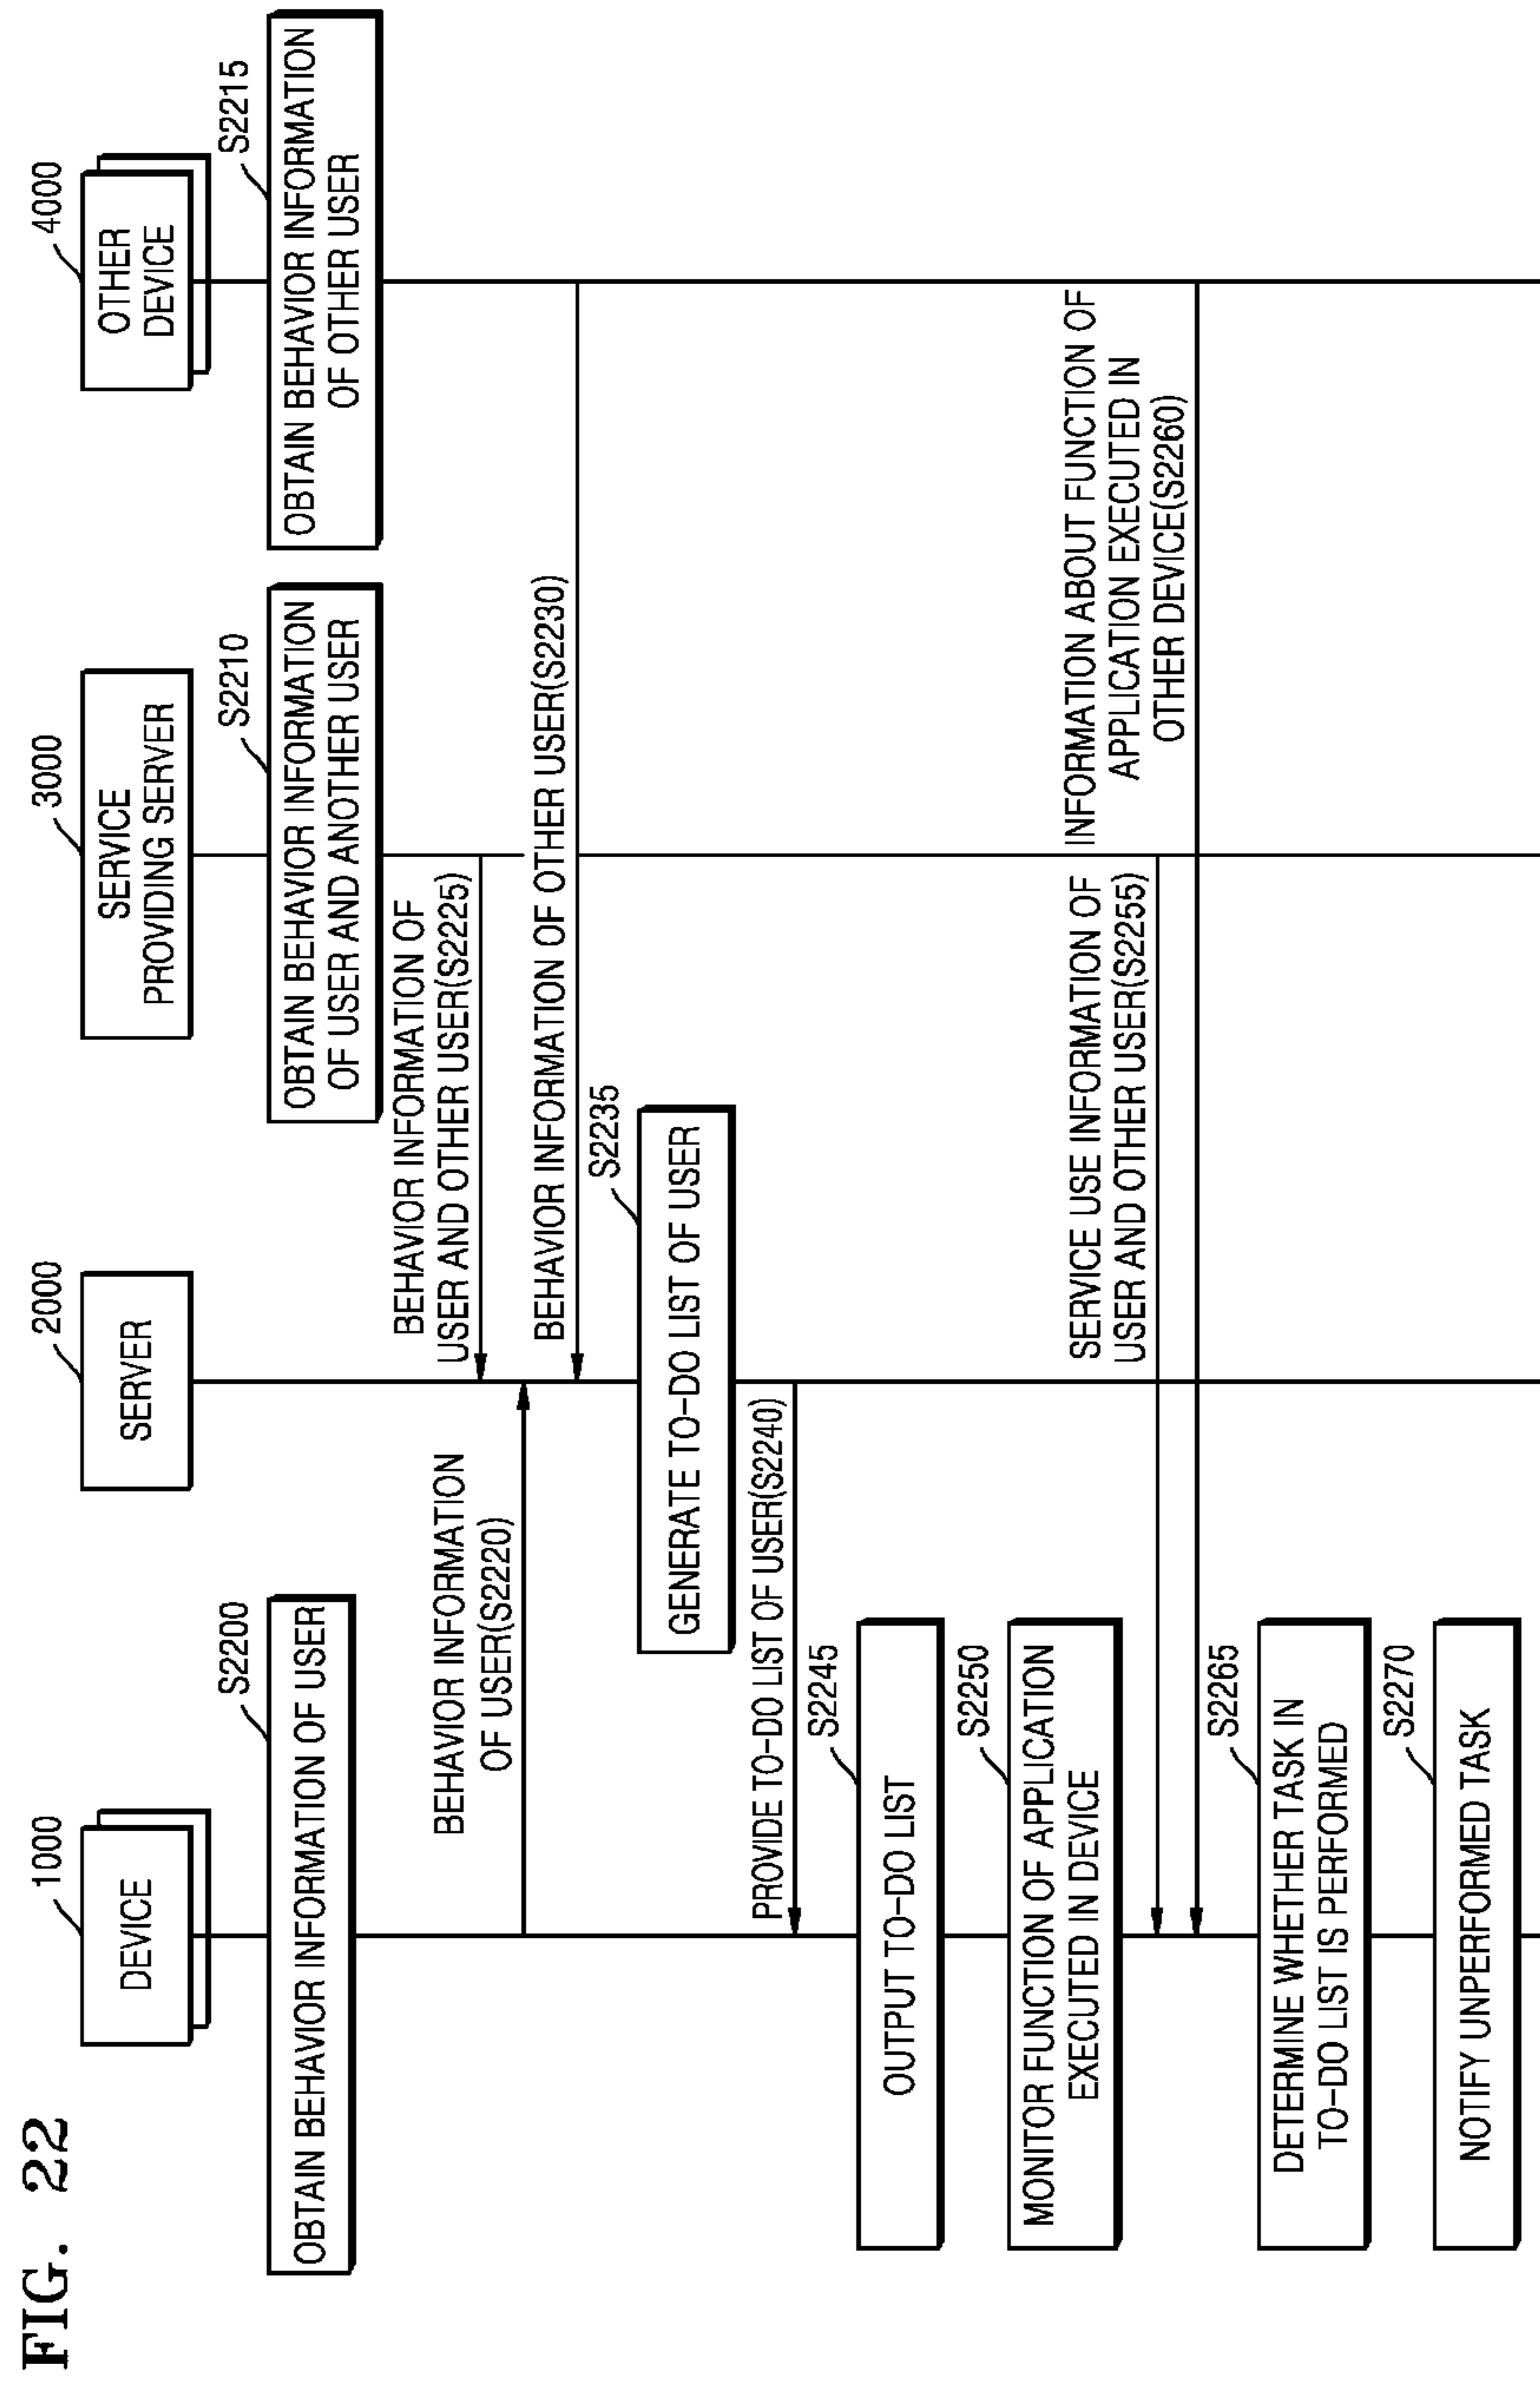 FIG. 22
1000
DEVICE
2000
SERVER
3000
SERVICE
PROVIDING SERVER
4000
OTHER
DEVICE
S2200
OBTAIN BEHAVIOR INFORMATION OF USER
S2210
OBTAIN BEHAVIOR INFORMATION
OF USER AND ANOTHER USER
S2215
OBTAIN BEHAVIOR INFORMATION
OF OTHER USER
BEHAVIOR INFORMATION OF
USER AND OTHER USER(S2225)
BEHAVIOR INFORMATION
OF USER(S2220)
BEHAVIOR INFORMATION OF OTHER USER(S2230)
S2235
GENERATE TO-DO LIST OF USER
PROVIDE TO-DO LIST OF USER(S2240)
S2245
OUTPUT TO-DO LIST
S2250
MONITOR FUNCTION OF APPLICATION
EXECUTED IN DEVICE
SERVICE USE INFORMATION OF
USER AND OTHER USER(S2255)
INFORMATION ABOUT FUNCTION OF
APPLICATION EXECUTED IN
OTHER DEVICE(S2260)
S2265
DETERMINE WHETHER TASK IN
TO-DO LIST IS PERFORMED
S2270
NOTIFY UNPERFORMED TASK